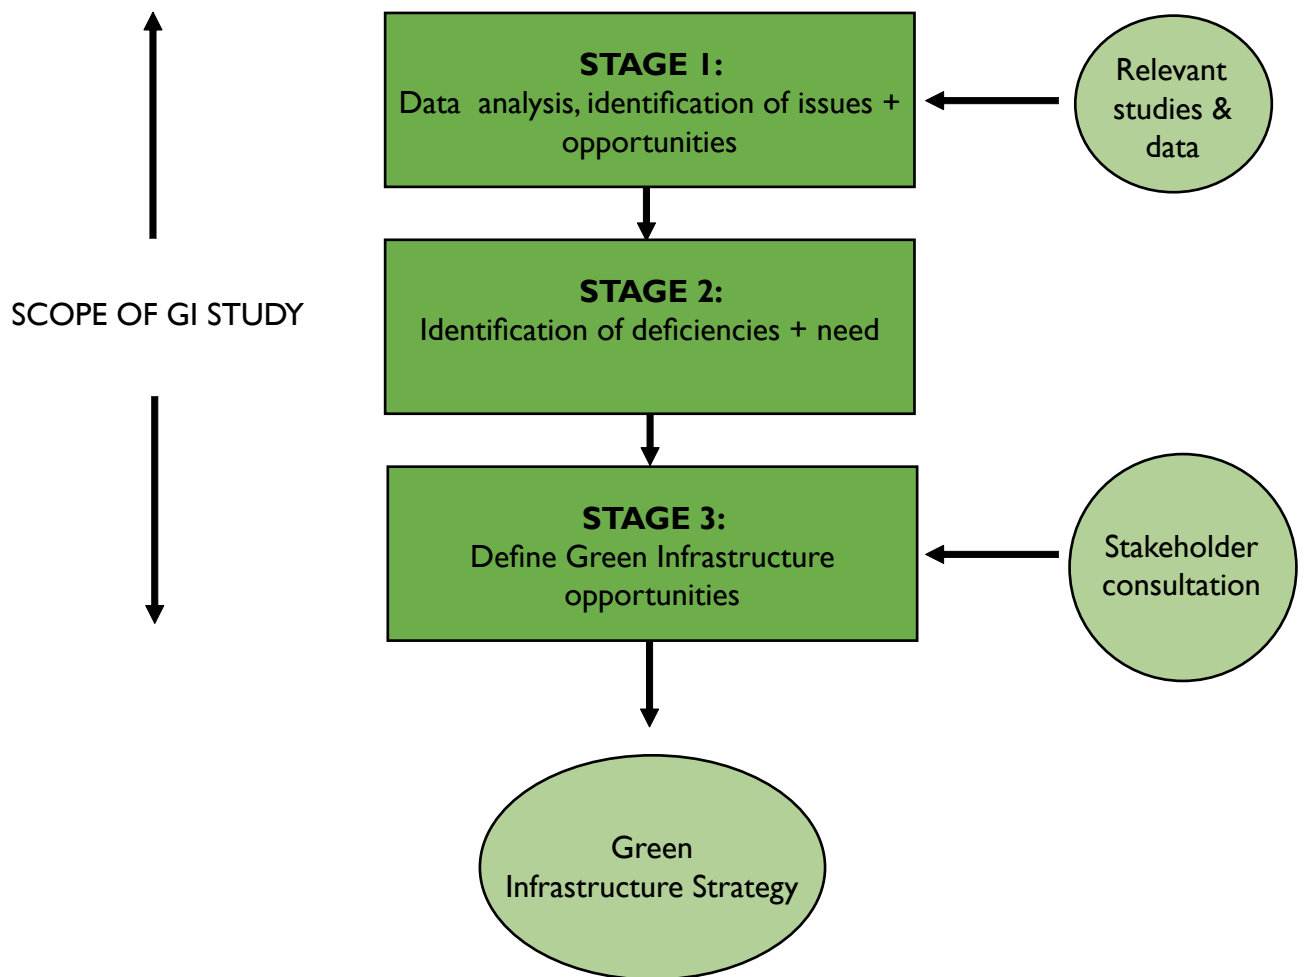 STAGE 1:
Data analysis, identification of issues +
opportunities
Relevant
studies &
data
SCOPE OF GI STUDY
STAGE 2:
Identification of deficiencies + need
STAGE 3:
Define Green Infrastructure
opportunities
Stakeholder
consultation
Green
Infrastructure Strategy